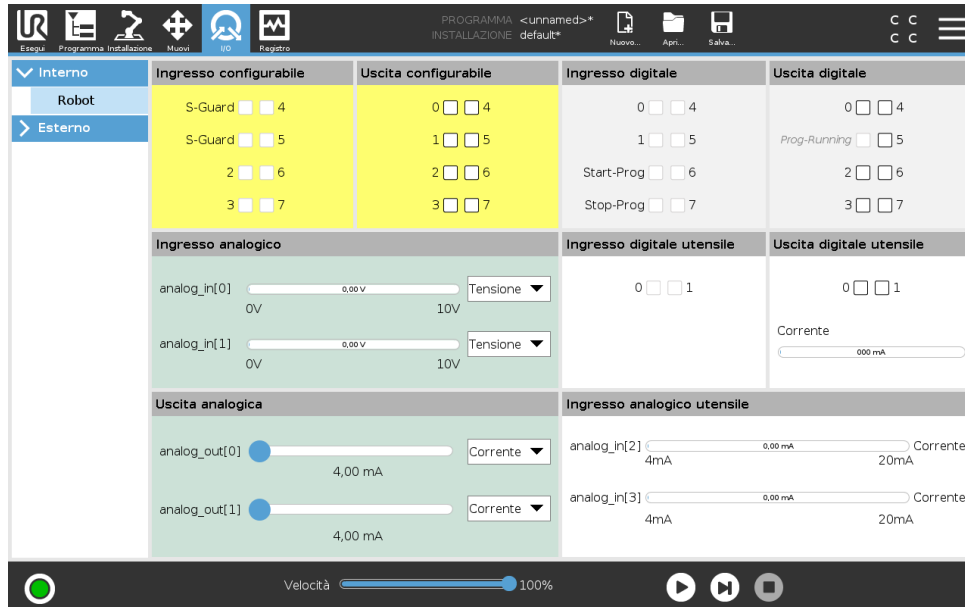 UR
PROGRAMMA <unnamed>*
INSTALLAZIONE default*
C C
C C
Esegui Programma Installazione Muovi I/O Registro Nuovo... Apri... Salva...
Interno
Robot
Esterno
Ingresso configurabile Uscita configurabile Ingresso digitale Uscita digitale
S-Guard 4 0 4 0 4 0 4
S-Guard 5 1 5 1 5 Prog-Running 5
2 6 2 6 Start-Prog 6 2 6
3 7 3 7 Stop-Prog 7 3 7
Ingresso analogico Ingresso digitale utensile Uscita digitale utensile
analog_in[0] 0,00 V Tensione 0 1 0 1
0V 10V
Corrente
analog_in[1] 0,00 V Tensione 000 mA
0V 10V
Uscita analogica Ingresso analogico utensile
analog_out[0] Corrente analog_in[2] 0,00 mA Corrente
4,00 mA 4mA 20mA
analog_out[1] Corrente analog_in[3] 0,00 mA Corrente
4,00 mA 4mA 20mA
Velocità 100%